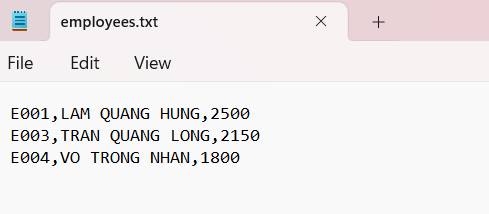 employees.txt
File Edit View
E001,LAM QUANG HUNG,2500
E003,TRAN QUANG LONG,2150
E004,VO TRONG NHAN,1800